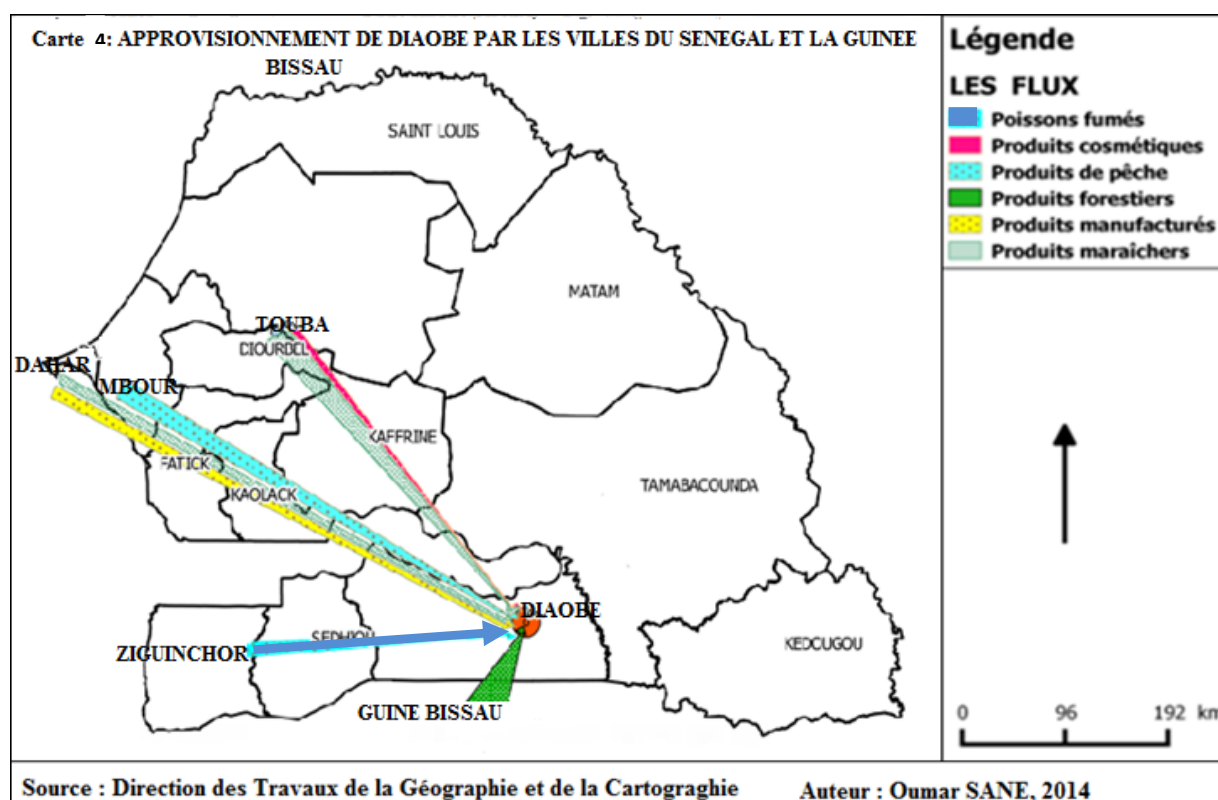 Carte 4: APPROVISIONNEMENT DE DIAOBE PAR LES VILLES DU SENEGAL ET LA GUINEE
BISSAU
SAINT LOUIS
MATAM
TOUBA
DIOURBEL
DAHAR
MBOUR
KAFFRINE
FATICK
KAOLACK
TAMABACOUNDA
DIAOBE
SEDHIOU
ZIGUINCHOR
KEDOUGOU
GUINE BISSAU
Légende
LES FLUX
Poissons fumés
Produits cosmétiques
Produits de pêche
Produits forestiers
Produits manufacturés
Produits maraîchers
0 96 192 km
Source : Direction des Travaux de la Géographie et de la Cartograghie Auteur : Oumar SANE, 2014